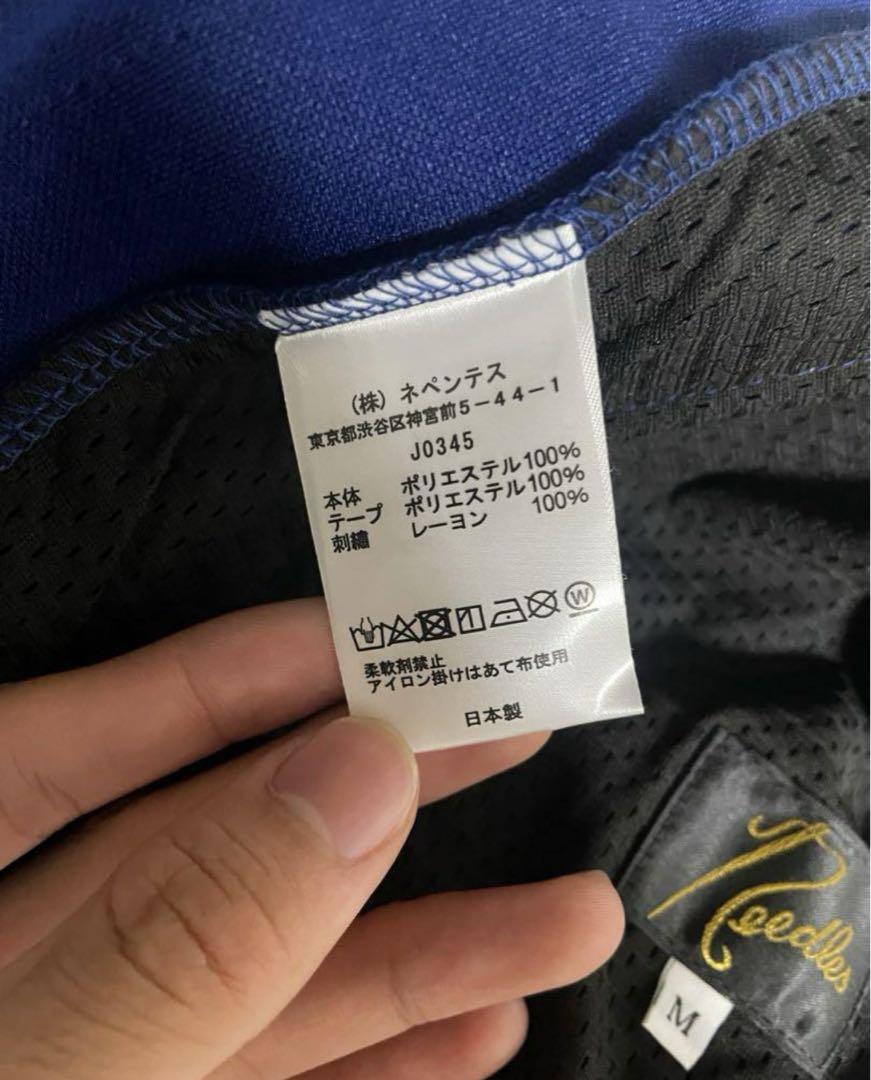 (株) ネペンテス
東京都渋谷区神宮前5-44-1
J0345
本体 ポリエステル100%
テープ ポリエステル100%
刺繍 レーヨン 100%
W
柔軟剤禁止
アイロン掛けはあて布使用
日本製
Needles
M